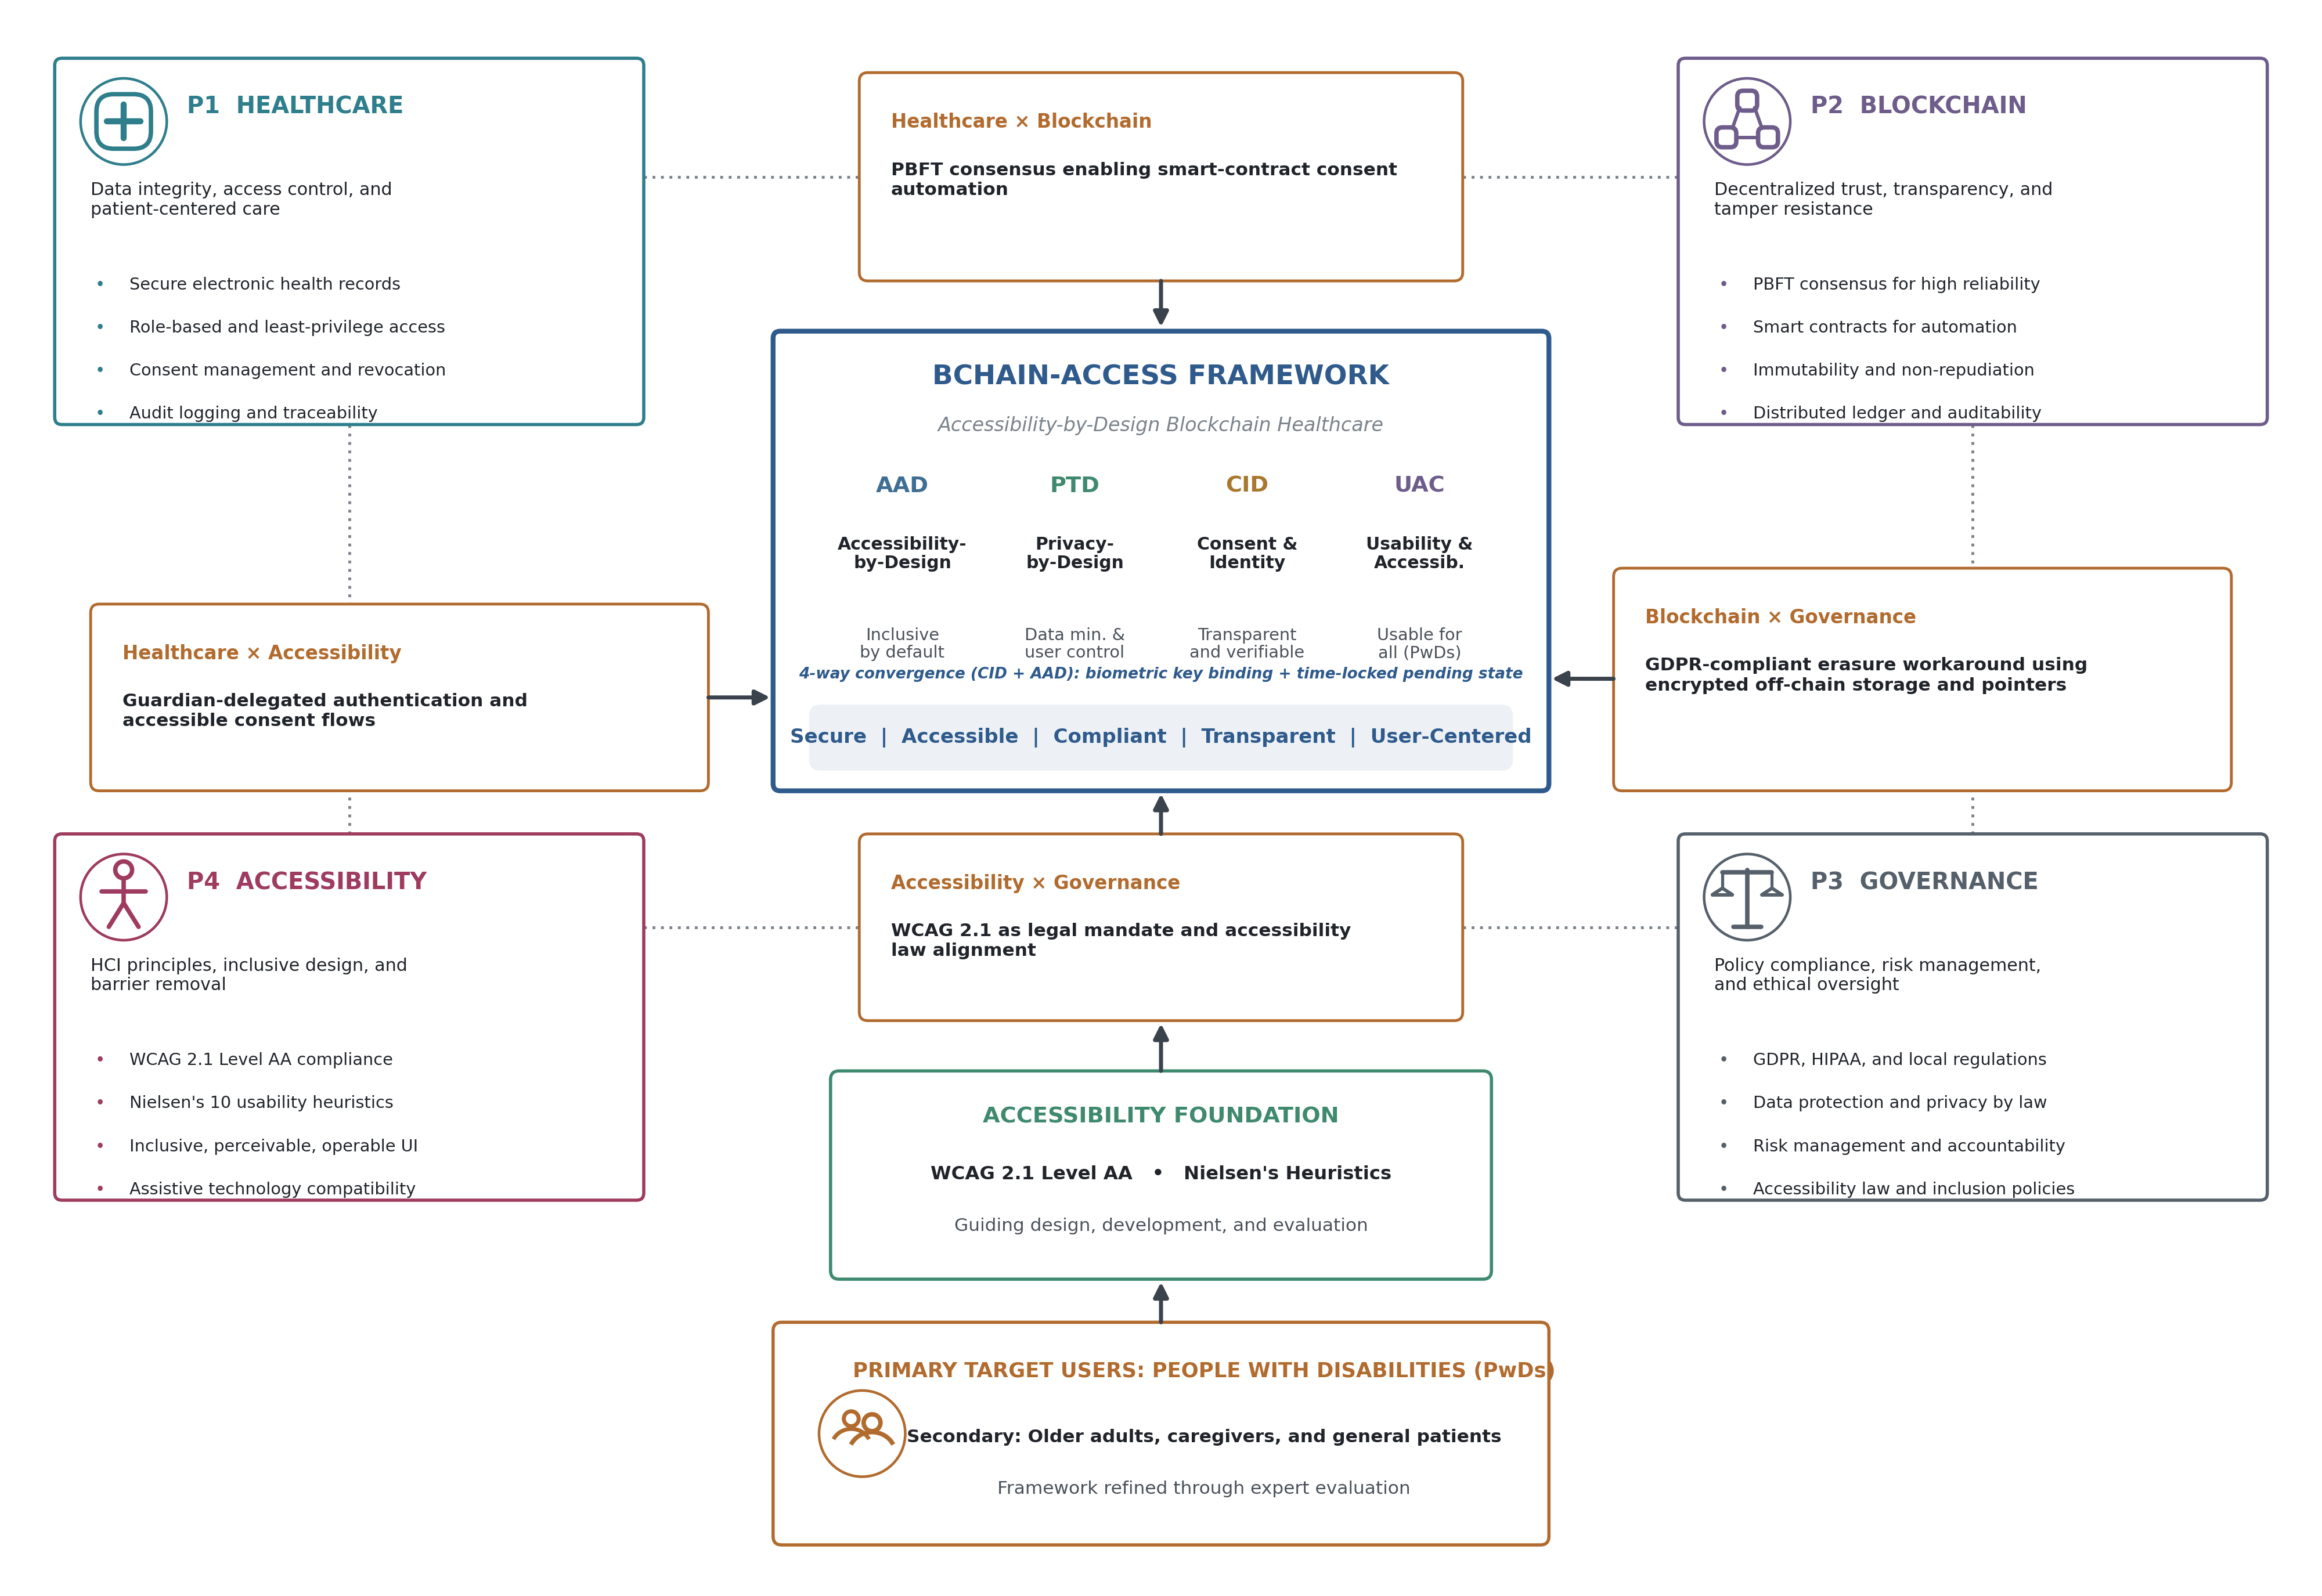 P1 HEALTHCARE
Data integrity, access control, and
patient-centered care
• Secure electronic health records
• Role-based and least-privilege access
• Consent management and revocation
• Audit logging and traceability
Healthcare × Blockchain
PBFT consensus enabling smart-contract consent
automation
P2 BLOCKCHAIN
Decentralized trust, transparency, and
tamper resistance
• PBFT consensus for high reliability
• Smart contracts for automation
• Immutability and non-repudiation
• Distributed ledger and auditability
BCHAIN-ACCESS FRAMEWORK
Accessibility-by-Design Blockchain Healthcare
AAD PTD CID UAC
Accessibility- Privacy- Consent & Usability &
by-Design by-Design Identity Accessib.
Inclusive Data min. & Transparent Usable for
by default user control and verifiable all (PwDs)
4-way convergence (CID + AAD): biometric key binding + time-locked pending state
Secure | Accessible | Compliant | Transparent | User-Centered
Healthcare × Accessibility
Guardian-delegated authentication and
accessible consent flows
Blockchain × Governance
GDPR-compliant erasure workaround using
encrypted off-chain storage and pointers
P4 ACCESSIBILITY
HCI principles, inclusive design, and
barrier removal
• WCAG 2.1 Level AA compliance
• Nielsen's 10 usability heuristics
• Inclusive, perceivable, operable UI
• Assistive technology compatibility
Accessibility × Governance
WCAG 2.1 as legal mandate and accessibility
law alignment
P3 GOVERNANCE
Policy compliance, risk management,
and ethical oversight
• GDPR, HIPAA, and local regulations
• Data protection and privacy by law
• Risk management and accountability
• Accessibility law and inclusion policies
ACCESSIBILITY FOUNDATION
WCAG 2.1 Level AA • Nielsen's Heuristics
Guiding design, development, and evaluation
PRIMARY TARGET USERS: PEOPLE WITH DISABILITIES (PwDs)
Secondary: Older adults, caregivers, and general patients
Framework refined through expert evaluation